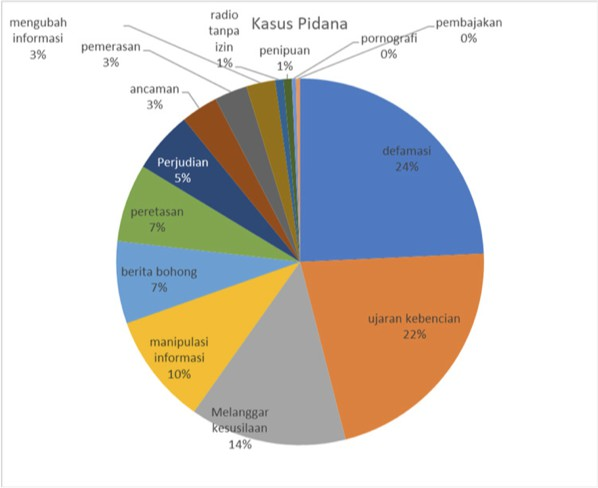 Kasus Pidana
defamasi
24%
ujaran kebencian
22%
Melanggar
kesusilaan
14%
manipulasi
informasi
10%
berita bohong
7%
peretasan
7%
Perjudian
5%
ancaman
3%
pemerasan
3%
mengubah
informasi
3%
radio
tanpa
izin
1%
penipuan
1%
pornografi
0%
pembajakan
0%